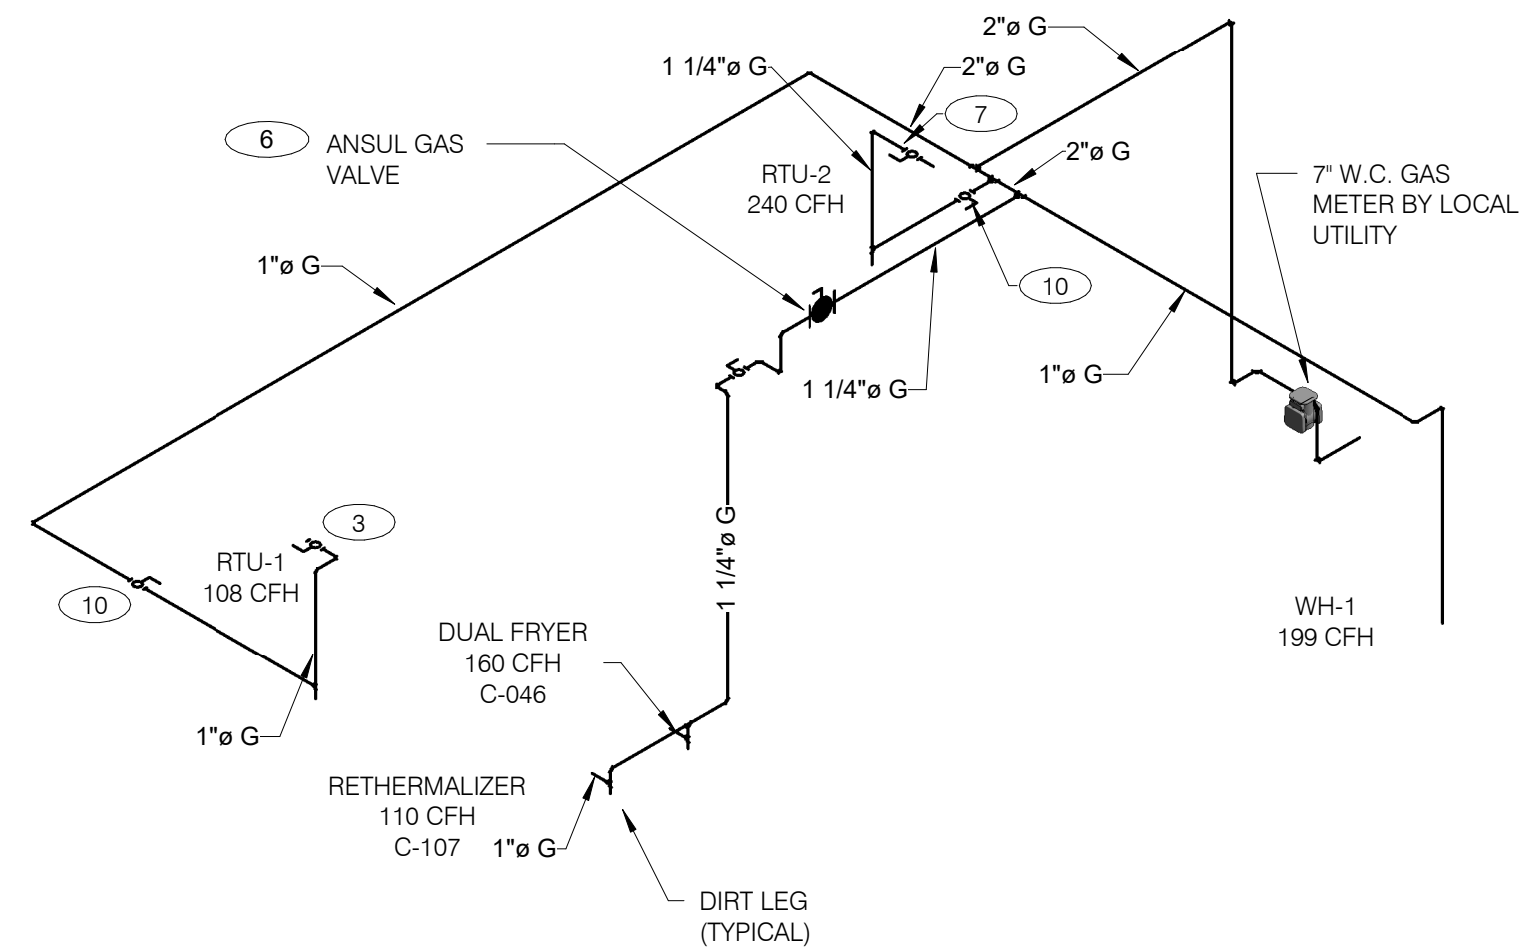 2"ø G
1 1/4"ø G
2"ø G
7
6
ANSUL GAS
VALVE
2"ø G
RTU-2
240 CFH
7" W.C. GAS
METER BY LOCAL
UTILITY
1"ø G
10
1"ø G
1 1/4"ø G
3
RTU-1
108 CFH
10
1 1/4"ø G
WH-1
199 CFH
DUAL FRYER
160 CFH
C-046
1"ø G
RETHERMALIZER
110 CFH
C-107
1"ø G
DIRT LEG
(TYPICAL)